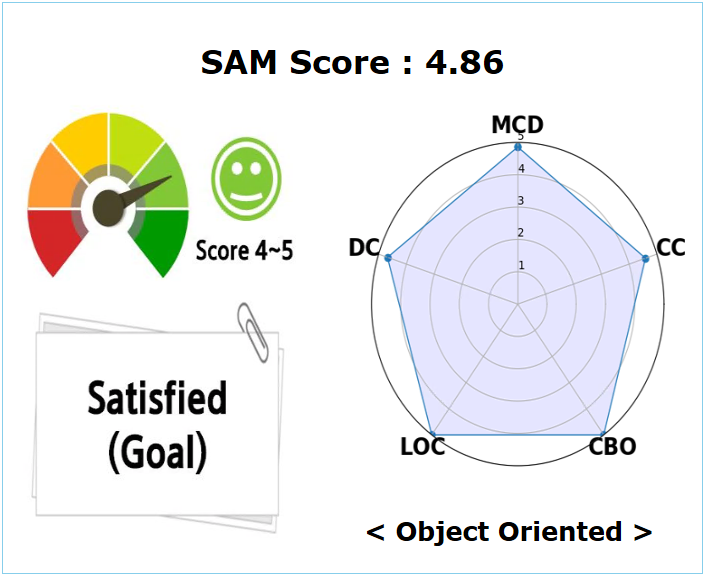 SAM Score : 4.86
Score 4~5
Satisfied
(Goal)
MCD
5
4
3
2
1
DC
CC
LOC
CBO
< Object Oriented >